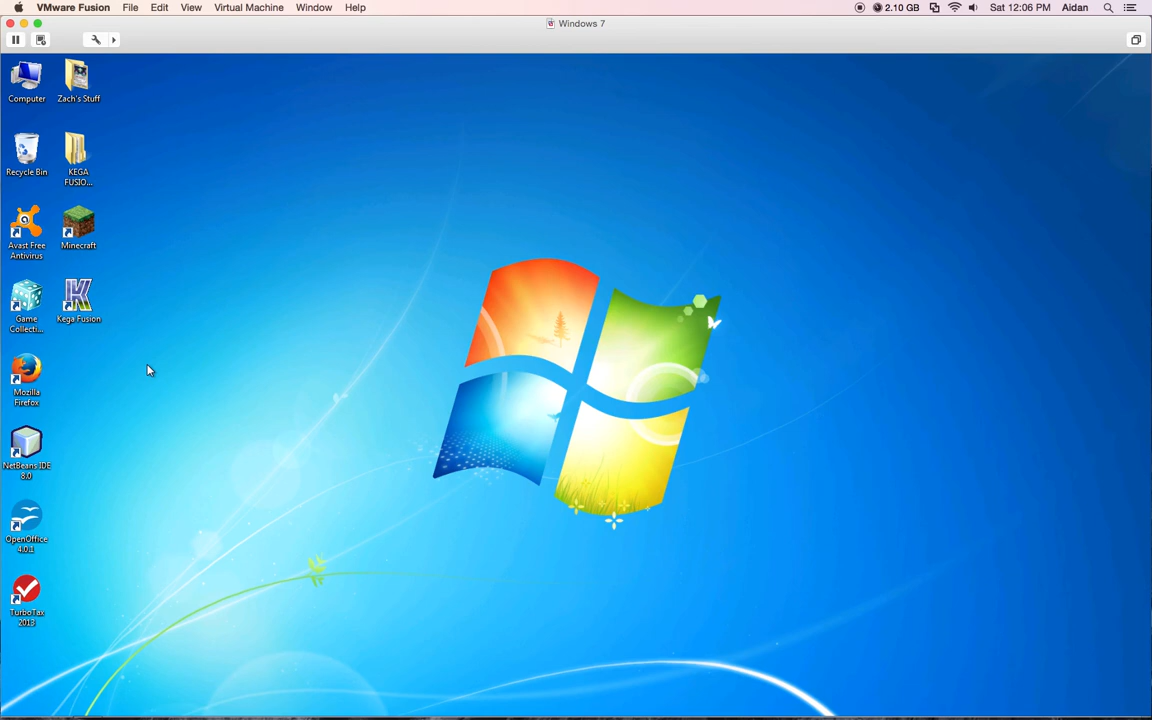 VMware Fusion File Edit View Virtual Machine Window Help 2.10 GB Sat 12:06 PM Aidan
Windows 7
Computer
Zach's Stuff
Recycle Bin
KEGA
FUSIO...
Avast Free
Antivirus
Minecraft
Game
Collecti...
Kega Fusion
Mozilla
Firefox
NetBeans IDE
8.0
OpenOffice
4.0.1
TurboTax
2013